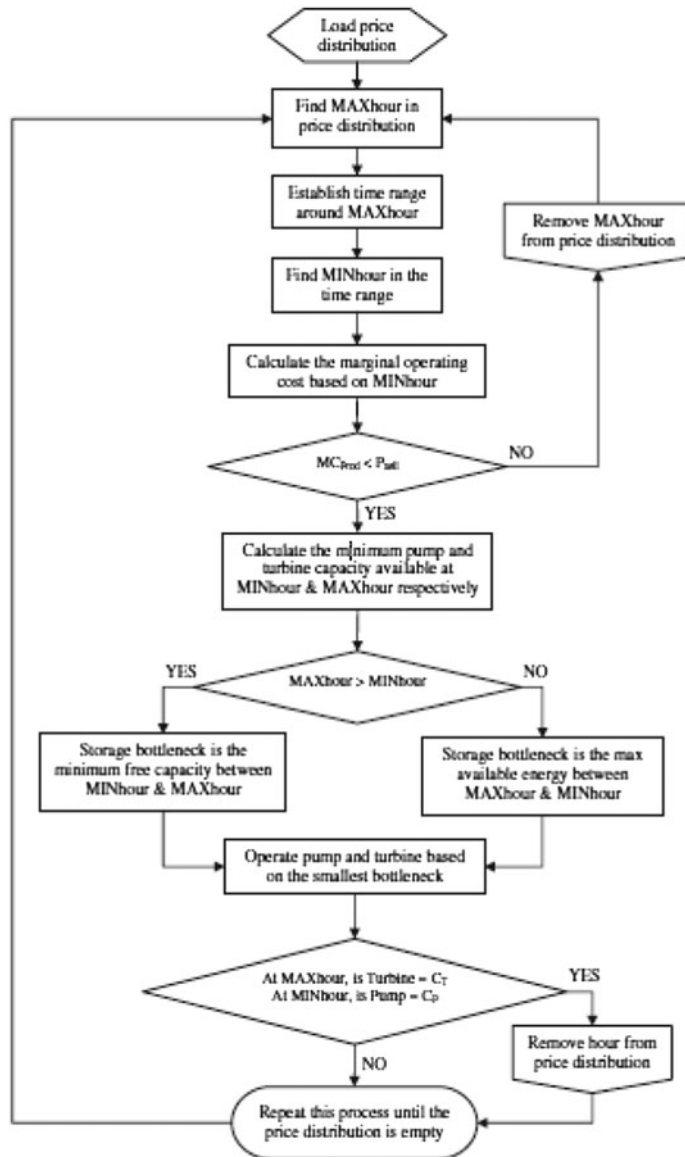 Load price
distribution
Find MAXhour in
price distribution
Establish time range
around MAXhour
Remove MAXhour
from price distribution
Find MINhour in the
time range
Calculate the marginal operating
cost based on MINhour
MCProd < Psell
NO
YES
Calculate the minimum pump and
turbine capacity available at
MINhour & MAXhour respectively
YES
MAXhour > MINhour
NO
Storage bottleneck is the
minimum free capacity between
MINhour & MAXhour
Storage bottleneck is the max
available energy between
MAXhour & MINhour
Operate pump and turbine based
on the smallest bottleneck
At MAXhour, is Turbine = CT
At MINhour, is Pump = CP
YES
Remove hour from
price distribution
NO
Repeat this process until the
price distribution is empty